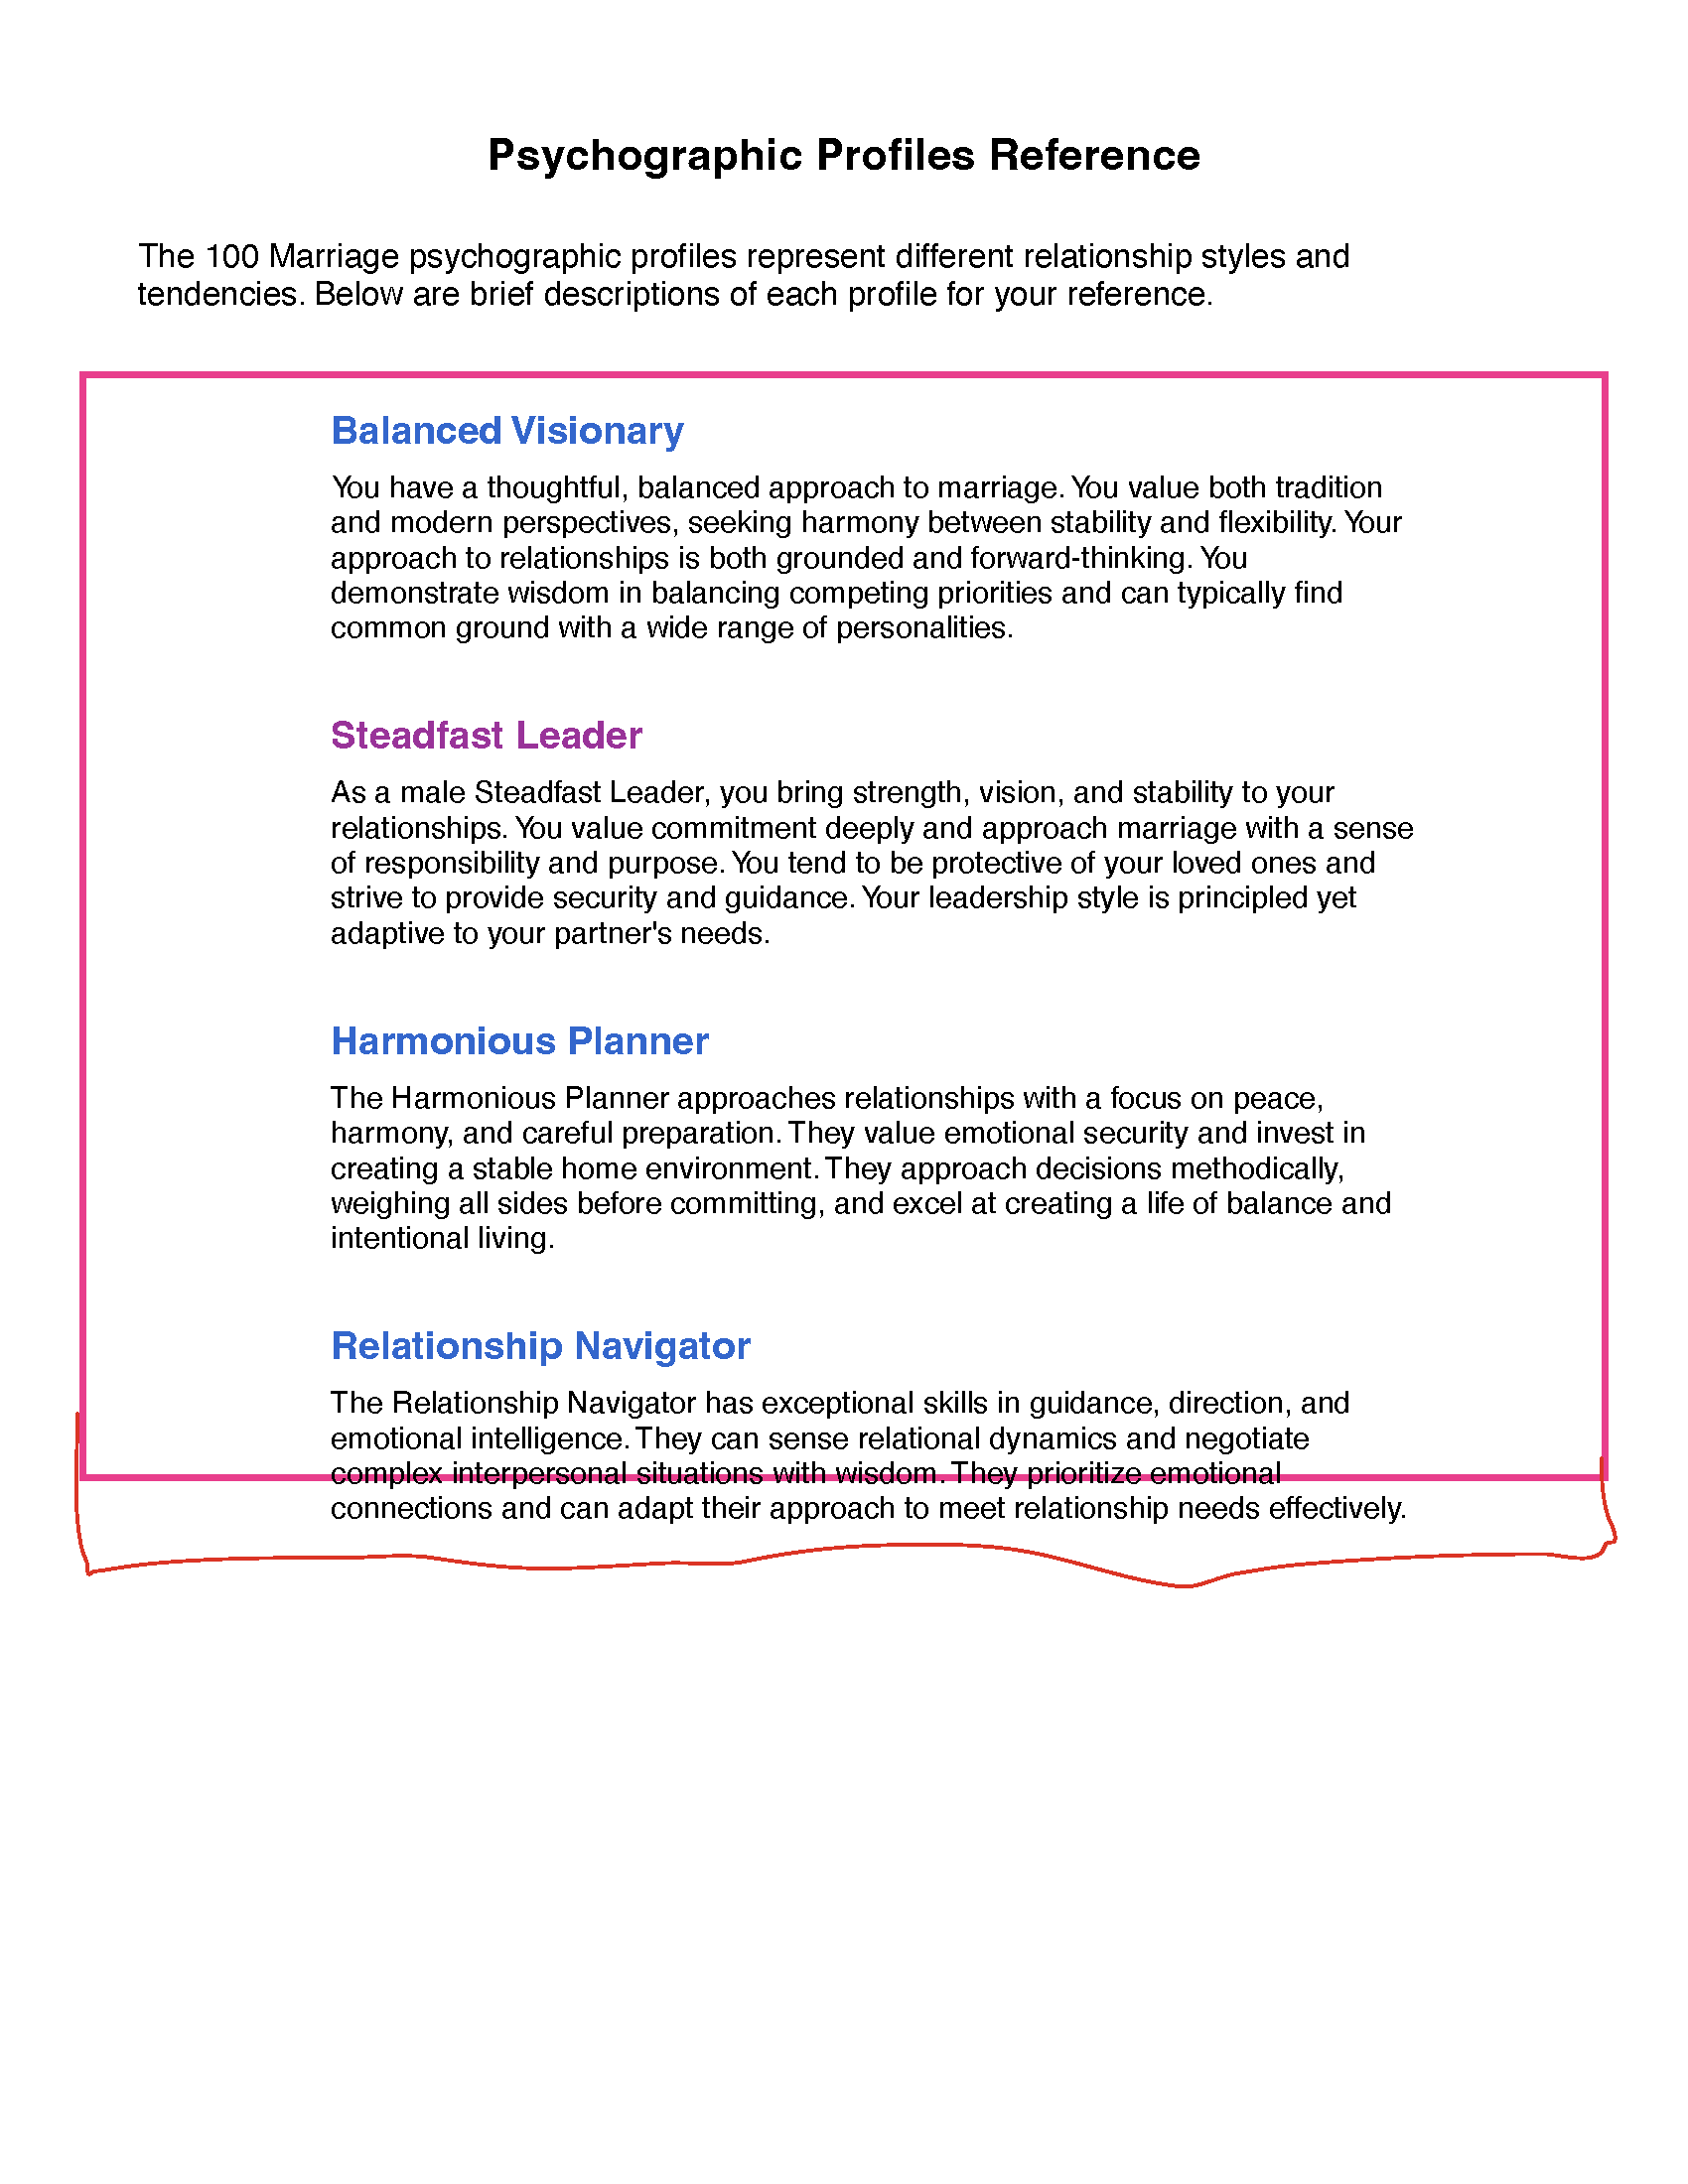 Psychographic Profiles Reference
The 100 Marriage psychographic profiles represent different relationship styles and
tendencies. Below are brief descriptions of each profile for your reference.
Balanced Visionary
You have a thoughtful, balanced approach to marriage. You value both tradition
and modern perspectives, seeking harmony between stability and flexibility. Your
approach to relationships is both grounded and forward-thinking. You
demonstrate wisdom in balancing competing priorities and can typically find
common ground with a wide range of personalities.
Steadfast Leader
As a male Steadfast Leader, you bring strength, vision, and stability to your
relationships. You value commitment deeply and approach marriage with a sense
of responsibility and purpose. You tend to be protective of your loved ones and
strive to provide security and guidance. Your leadership style is principled yet
adaptive to your partner's needs.
Harmonious Planner
The Harmonious Planner approaches relationships with a focus on peace,
harmony, and careful preparation. They value emotional security and invest in
creating a stable home environment. They approach decisions methodically,
weighing all sides before committing, and excel at creating a life of balance and
intentional living.
Relationship Navigator
The Relationship Navigator has exceptional skills in guidance, direction, and
emotional intelligence. They can sense relational dynamics and negotiate
complex interpersonal situations with wisdom. They prioritize emotional
connections and can adapt their approach to meet relationship needs effectively.